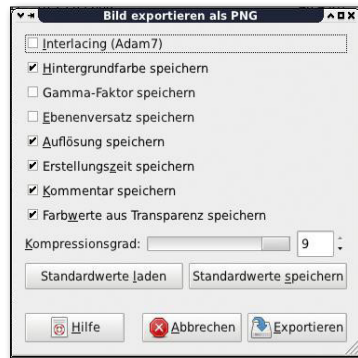 Bild exportieren als PNG
Interlacing (Adam7)
Hintergrundfarbe speichern
Gamma-Faktor speichern
Ebenenversatz speichern
Auflösung speichern
Erstellungszeit speichern
Kommentar speichern
Farbwerte aus Transparenz speichern
Kompressionsgrad: 9
Standardwerte laden Standardwerte speichern
Hilfe Abbrechen Exportieren